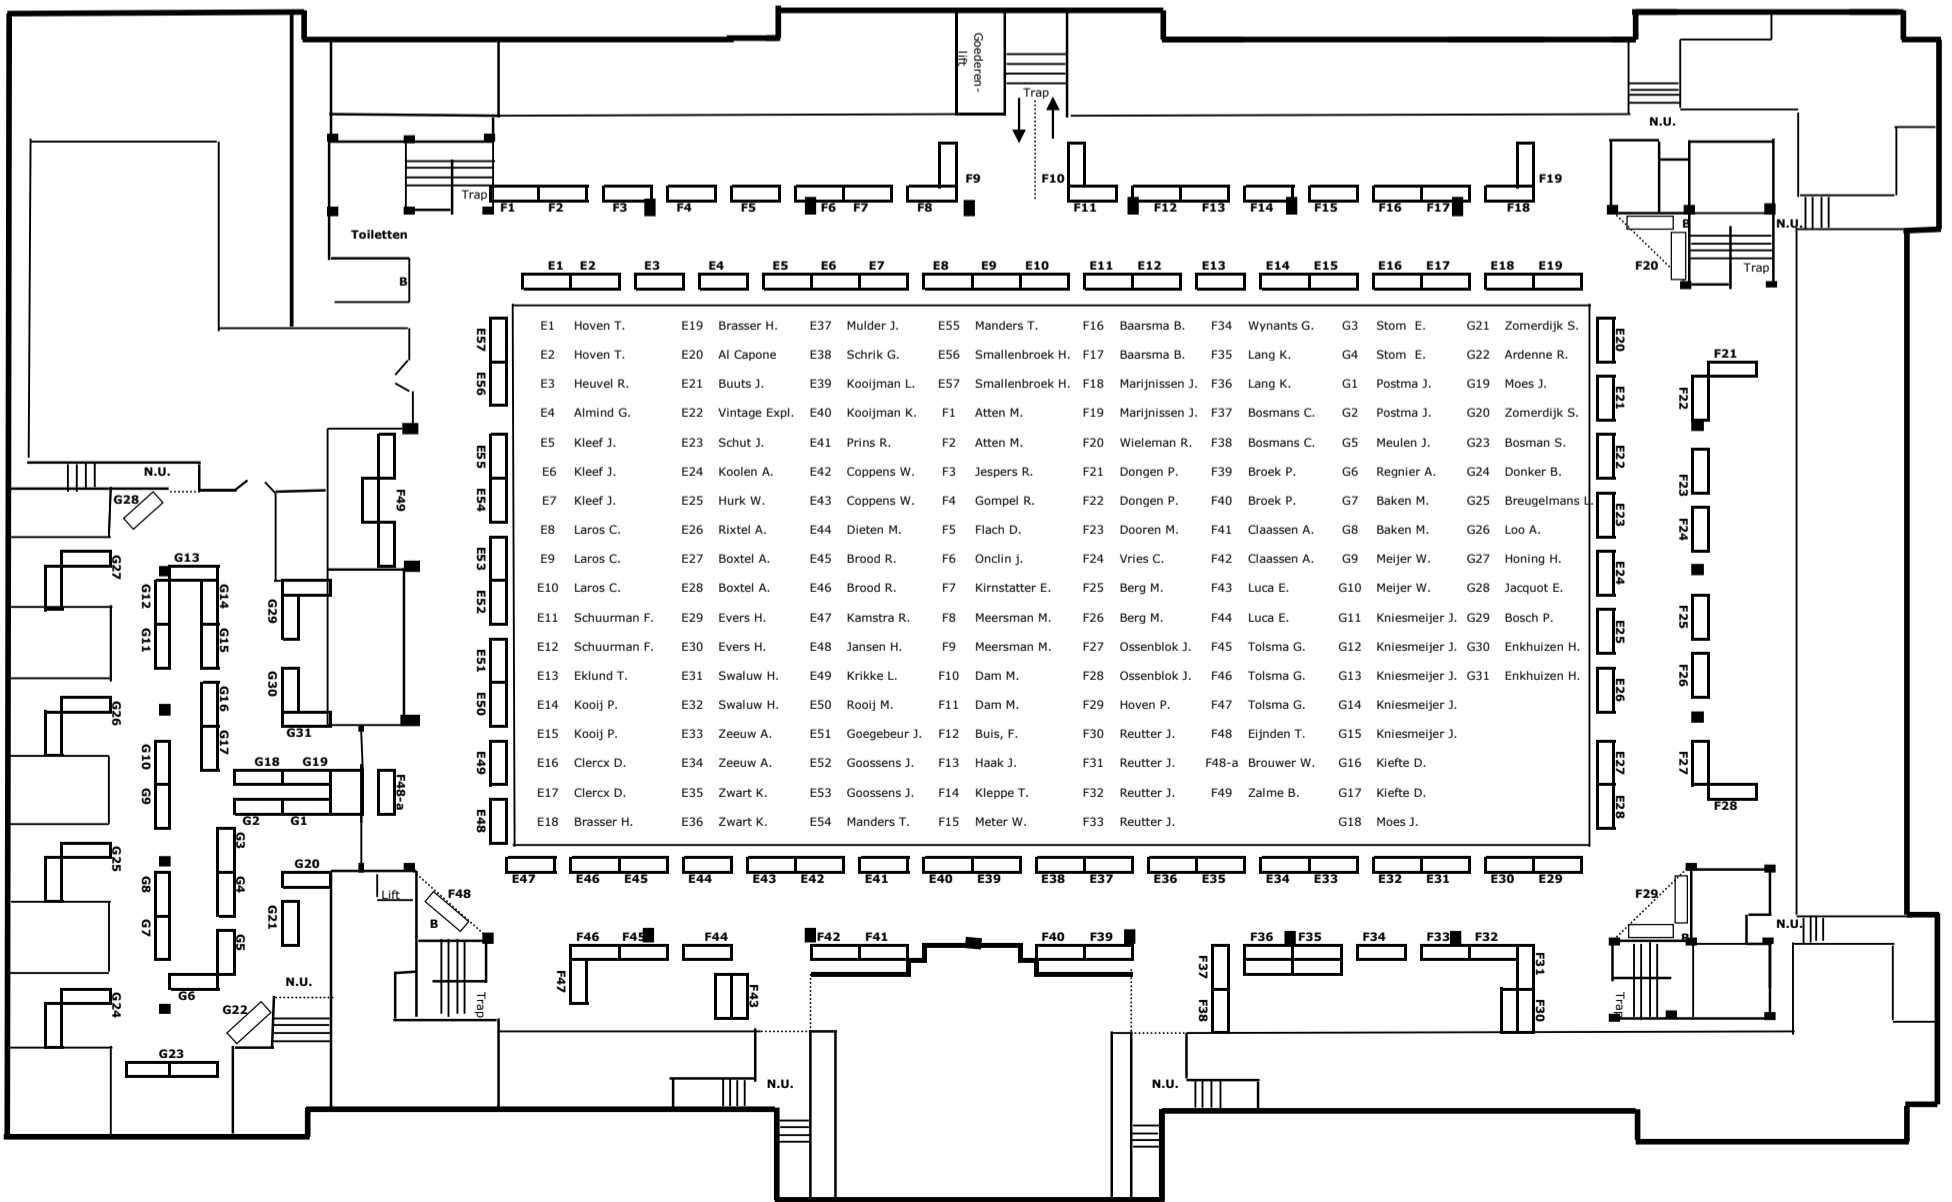 Goederen-
lift
Trap
N.U.
F9
F10
F19
Trap
F1 F2 F3 F4 F5 F6 F7 F8 F11 F12 F13 F14 F15 F16 F17 F18
Toiletten
B
N.U.
B
F20
Trap
E1 E2 E3 E4 E5 E6 E7 E8 E9 E10 E11 E12 E13 E14 E15 E16 E17 E18 E19
E57
E56
E55
E54
E53
E52
E51
E50
E49
E48
E1 Hoven T. E19 Brasser H. E37 Mulder J. E55 Manders T. F16 Baarsma B. F34 Wynants G. G3 Stom E. G21 Zomerdijk S.
E2 Hoven T. E20 Al Capone E38 Schrik G. E56 Smallenbroek H. F17 Baarsma B. F35 Lang K. G4 Stom E. G22 Ardenne R.
E3 Heuvel R. E21 Buuts J. E39 Kooijman L. E57 Smallenbroek H. F18 Marijnissen J. F36 Lang K. G1 Postma J. G19 Moes J.
E4 Almind G. E22 Vintage Expl. E40 Kooijman K. F1 Atten M. F19 Marijnissen J. F37 Bosmans C. G2 Postma J. G20 Zomerdijk S.
E5 Kleef J. E23 Schut J. E41 Prins R. F2 Atten M. F20 Wieleman R. F38 Bosmans C. G5 Meulen J. G23 Bosman S.
E6 Kleef J. E24 Koolen A. E42 Coppens W. F3 Jespers R. F21 Dongen P. F39 Broek P. G6 Regnier A. G24 Donker B.
E7 Kleef J. E25 Hurk W. E43 Coppens W. F4 Gompel R. F22 Dongen P. F40 Broek P. G7 Baken M. G25 Breugelmans L.
E8 Laros C. E26 Rixtel A. E44 Dieten M. F5 Flach D. F23 Dooren M. F41 Claassen A. G8 Baken M. G26 Loo A.
E9 Laros C. E27 Boxtel A. E45 Brood R. F6 Onclin j. F24 Vries C. F42 Claassen A. G9 Meijer W. G27 Honing H.
E10 Laros C. E28 Boxtel A. E46 Brood R. F7 Kirnstatter E. F25 Berg M. F43 Luca E. G10 Meijer W. G28 Jacquot E.
E11 Schuurman F. E29 Evers H. E47 Kamstra R. F8 Meersman M. F26 Berg M. F44 Luca E. G11 Kniesmeijer J. G29 Bosch P.
E12 Schuurman F. E30 Evers H. E48 Jansen H. F9 Meersman M. F27 Ossenblok J. F45 Tolsma G. G12 Kniesmeijer J. G30 Enkhuizen H.
E13 Eklund T. E31 Swaluw H. E49 Krikke L. F10 Dam M. F28 Ossenblok J. F46 Tolsma G. G13 Kniesmeijer J. G31 Enkhuizen H.
E14 Kooij P. E32 Swaluw H. E50 Rooij M. F11 Dam M. F29 Hoven P. F47 Tolsma G. G14 Kniesmeijer J.
E15 Kooij P. E33 Zeeuw A. E51 Goegebeur J. F12 Buis, F. F30 Reutter J. F48 Eijnden T. G15 Kniesmeijer J.
E16 Clercx D. E34 Zeeuw A. E52 Goossens J. F13 Haak J. F31 Reutter J. F48-a Brouwer W. G16 Kiefte D.
E17 Clercx D. E35 Zwart K. E53 Goossens J. F14 Kleppe T. F32 Reutter J. F49 Zalme B. G17 Kiefte D.
E18 Brasser H. E36 Zwart K. E54 Manders T. F15 Meter W. F33 Reutter J. G18 Moes J.
E20
E21
E22
E23
E24
E25
E26
E27
E28
F21
F22
F23
F24
F25
F26
F27
F28
N.U.
G28
F49
G27
G13
G12
G14
G11
G15
G29
G26
G16
G30
G17
G31
G10
G18 G19
G9
F48-a
G2 G1
G3
G25
G20
G8
G4
G7
G21
G5
G6
G24
N.U.
G22
G23
Lift
F48
B
Trap
E47 E46 E45 E44 E43 E42 E41 E40 E39 E38 E37 E36 E35 E34 E33 E32 E31 E30 E29
F46 F45 F44 F42 F41 F40 F39 F36 F35 F34 F33 F32
F47
F43
F37
F38
F31
F30
F29
B
N.U.
Trap
N.U.
N.U.